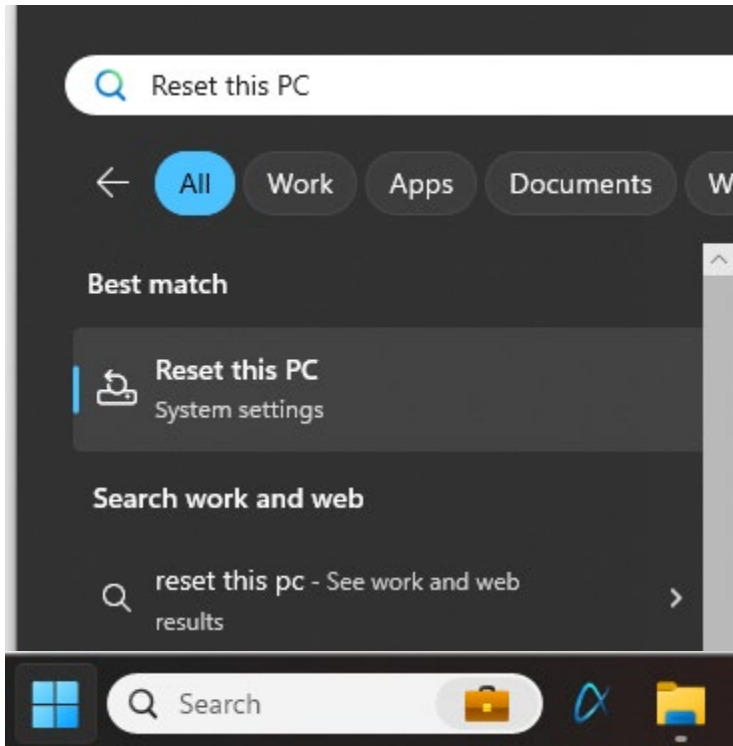 Reset this PC
All Work Apps Documents W
Best match
Reset this PC
System settings
Search work and web
reset this pc - See work and web
results
Search